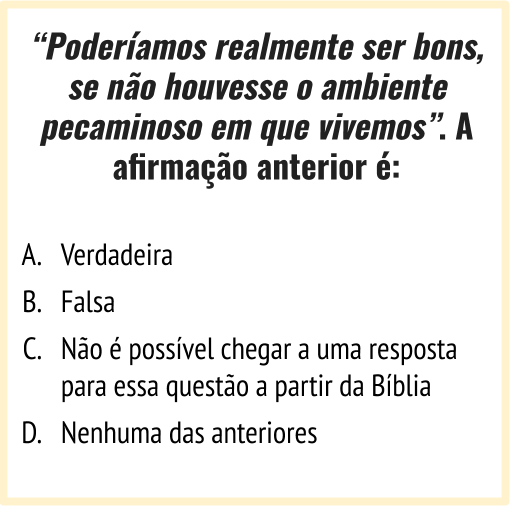 “Poderíamos realmente ser bons,
se não houvesse o ambiente
pecaminoso em que vivemos”. A
afirmação anterior é:
A. Verdadeira
B. Falsa
C. Não é possível chegar a uma resposta
para essa questão a partir da Bíblia
D. Nenhuma das anteriores